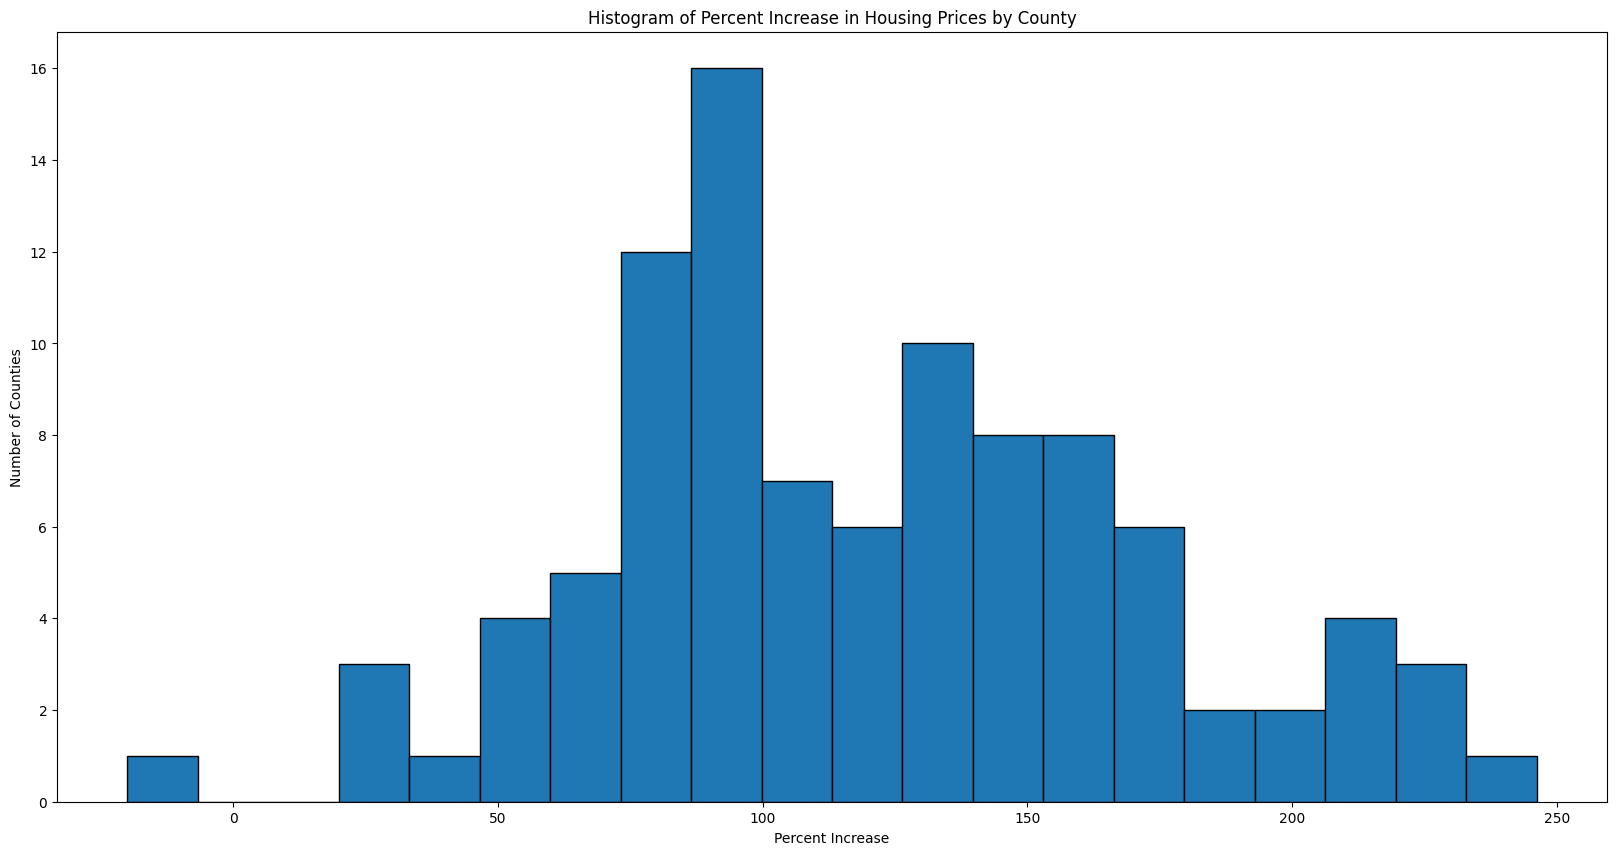 Histogram of Percent Increase in Housing Prices by County
16
14
12
10
8
6
4
2
0
Number of Counties
0 50 100 150 200 250
Percent Increase